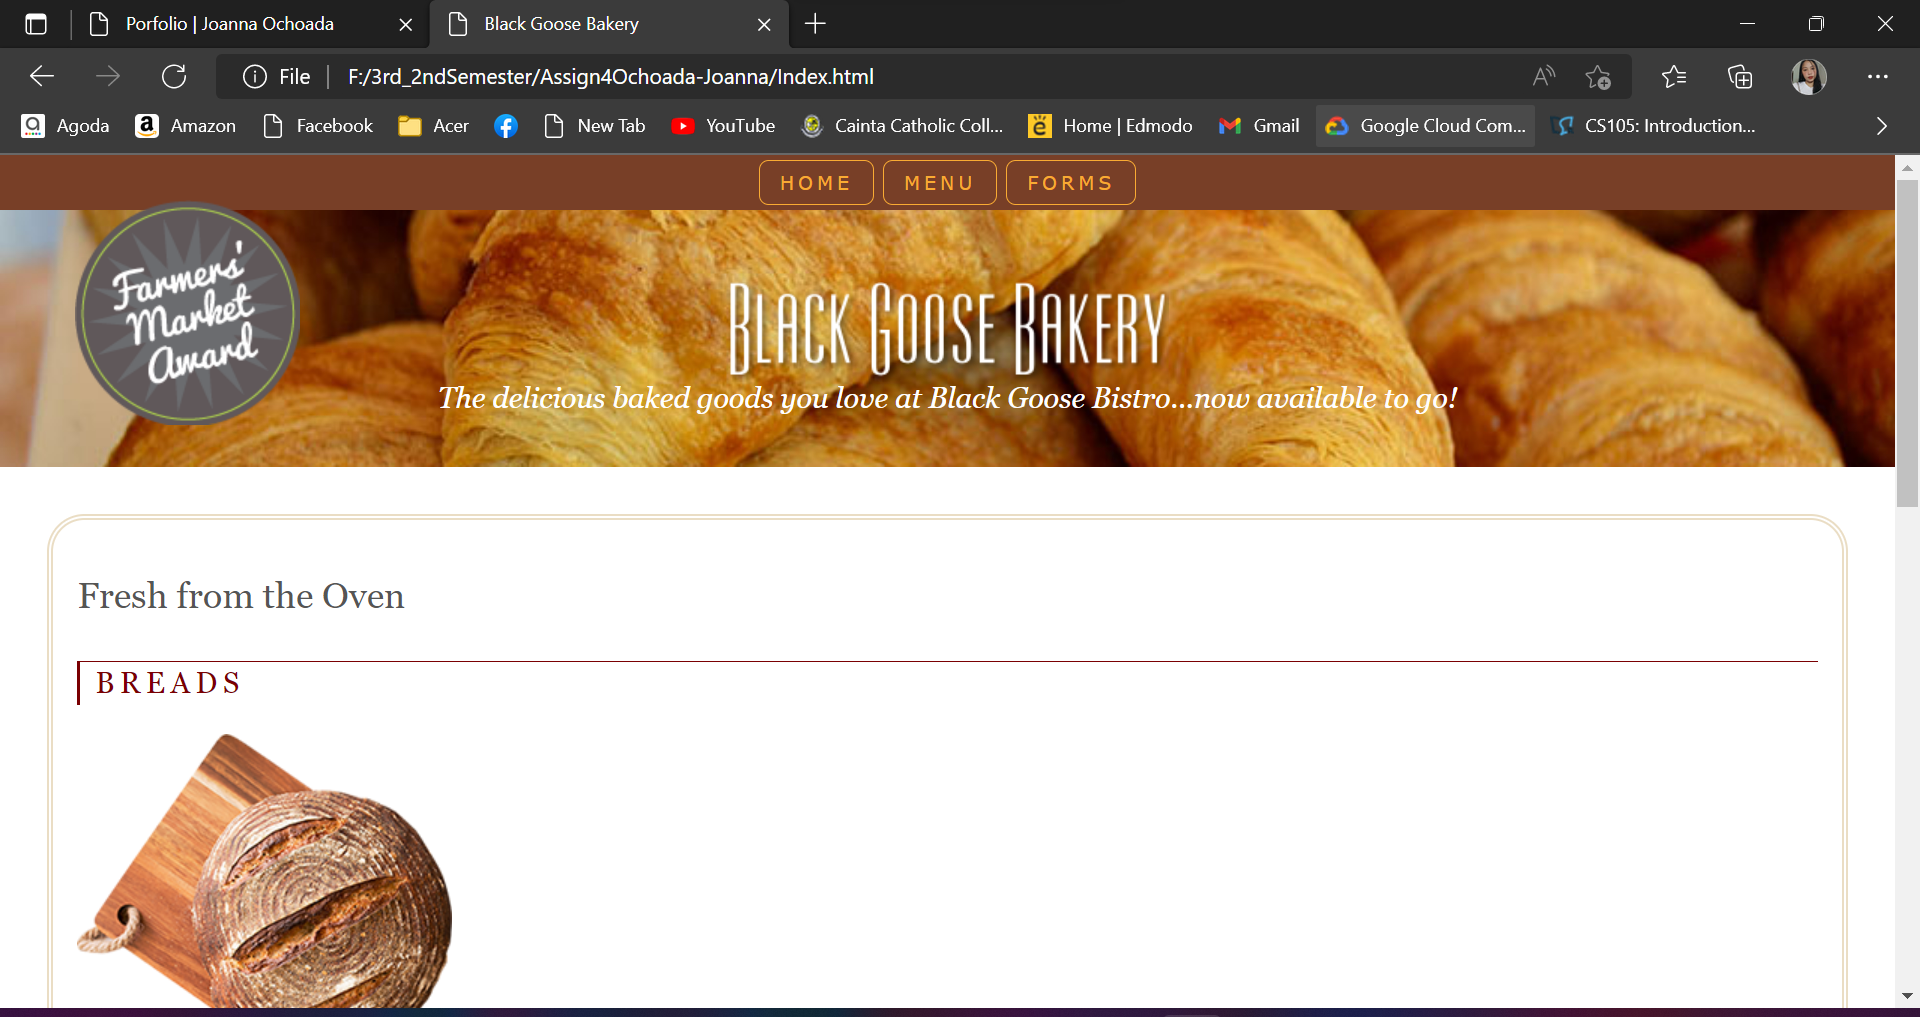 Porfolio | Joanna Ochoada
Black Goose Bakery
File
F:/3rd_2ndSemester/Assign4Ochoada-Joanna/Index.html
Agoda
Amazon
Facebook
Acer
New Tab
YouTube
Cainta Catholic Coll...
Home | Edmodo
Gmail
Google Cloud Com...
CS105: Introduction...
HOME
MENU
FORMS
Farmers'
Market
Award
BLACK GOOSE BAKERY
The delicious baked goods you love at Black Goose Bistro...now available to go!
Fresh from the Oven
BREADS